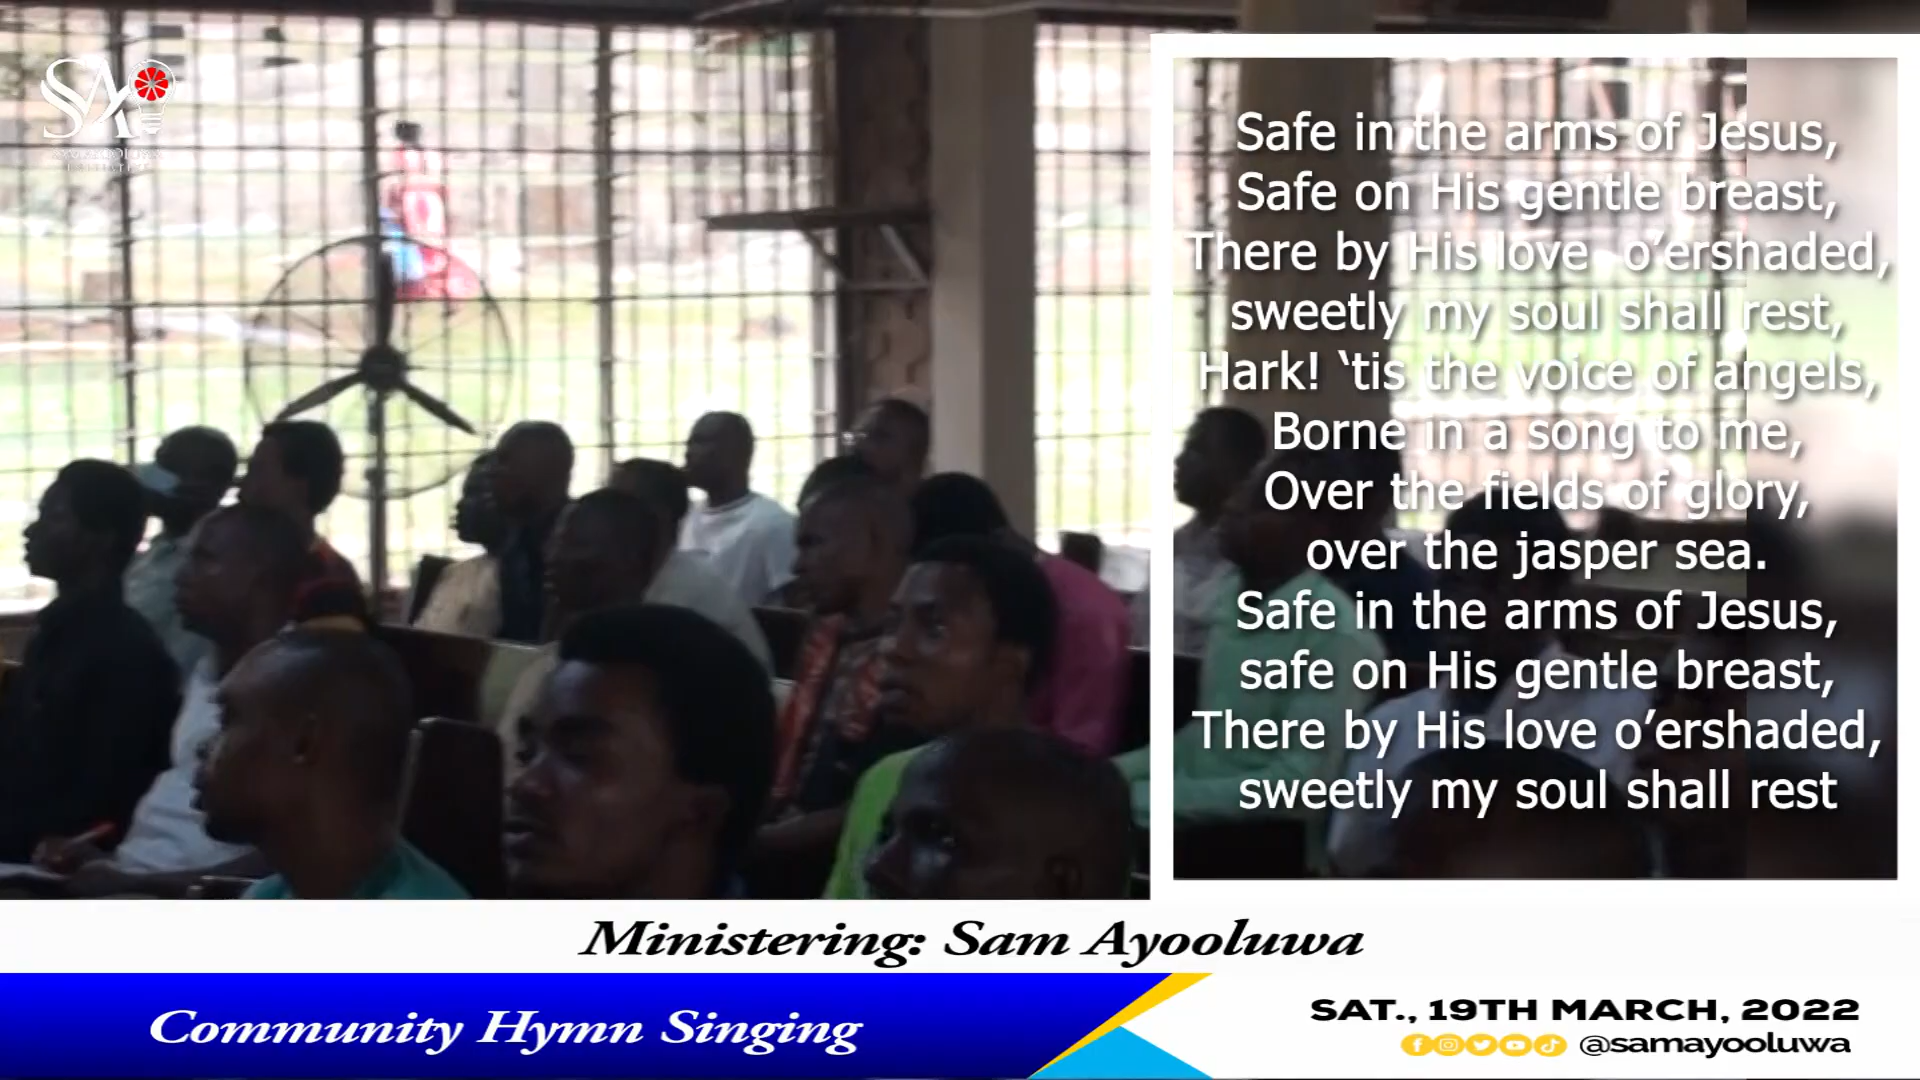 SA
Safe in the arms of Jesus,
Safe on His gentle breast,
There by His love o’ershaded,
sweetly my soul shall rest,
Hark! ‘tis the voice of angels,
Borne in a song to me,
Over the fields of glory,
over the jasper sea.
Safe in the arms of Jesus,
safe on His gentle breast,
There by His love o’ershaded,
sweetly my soul shall rest
Ministering: Sam Ayooluwa
Community Hymn Singing
SAT., 19TH MARCH, 2022
@samayooluwa